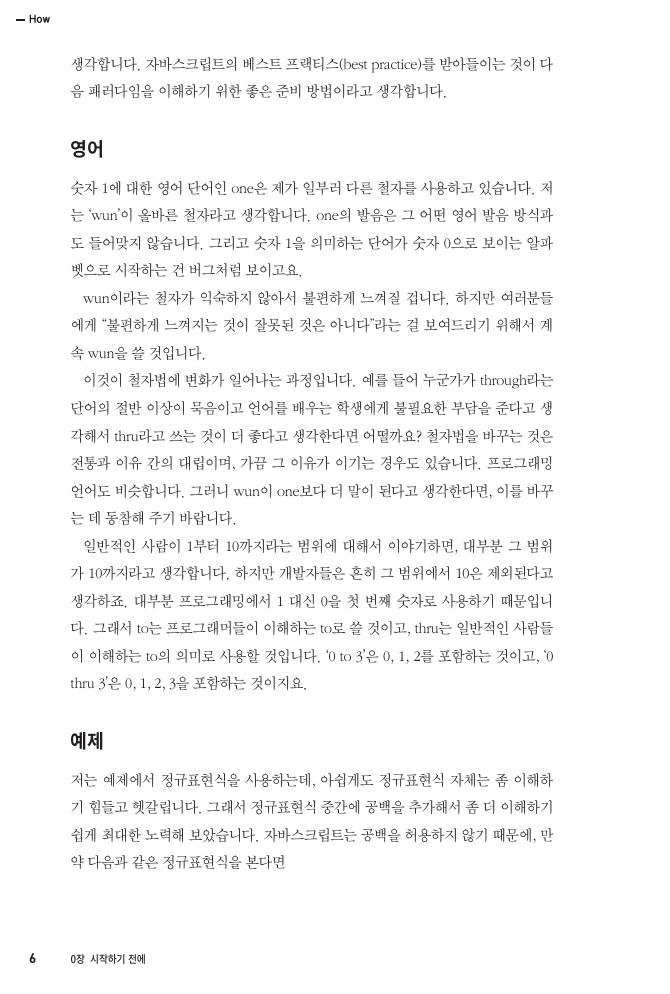 How
생각합니다. 자바스크립트의 베스트 프랙티스(best practice)를 받아들이는 것이 다
음 패러다임을 이해하기 위한 좋은 준비 방법이라고 생각합니다.
영어
숫자 1에 대한 영어 단어인 one은 제가 일부러 다른 철자를 사용하고 있습니다. 저
는 ‘wun’이 올바른 철자라고 생각합니다. one의 발음은 그 어떤 영어 발음 방식과
도 들어맞지 않습니다. 그리고 숫자 1을 의미하는 단어가 숫자 0으로 보이는 알파
벳으로 시작하는 건 버그처럼 보이고요.
wun이라는 철자가 익숙하지 않아서 불편하게 느껴질 겁니다. 하지만 여러분들
에게 “불편하게 느껴지는 것이 잘못된 것은 아니다”라는 걸 보여드리기 위해서 계
속 wun을 쓸 것입니다.
이것이 철자법에 변화가 일어나는 과정입니다. 예를 들어 누군가가 through라는
단어의 절반 이상이 묵음이고 언어를 배우는 학생에게 불필요한 부담을 준다고 생
각해서 thru라고 쓰는 것이 더 좋다고 생각한다면 어떨까요? 철자법을 바꾸는 것은
전통과 이유 간의 대립이며, 가끔 그 이유가 이기는 경우도 있습니다. 프로그래밍
언어도 비슷합니다. 그러니 wun이 one보다 더 말이 된다고 생각한다면, 이를 바꾸
는 데 동참해 주기 바랍니다.
일반적인 사람이 1부터 10까지라는 범위에 대해서 이야기하면, 대부분 그 범위
가 10까지라고 생각합니다. 하지만 개발자들은 흔히 그 범위에서 10은 제외된다고
생각하죠. 대부분 프로그래밍에서 1 대신 0을 첫 번째 숫자로 사용하기 때문입니
다. 그래서 to는 프로그래머들이 이해하는 to로 쓸 것이고, thru는 일반적인 사람들
이 이해하는 to의 의미로 사용할 것입니다. ‘0 to 3’은 0, 1, 2를 포함하는 것이고, ‘0
thru 3’은 0, 1, 2, 3을 포함하는 것이지요.
예제
저는 예제에서 정규표현식을 사용하는데, 아쉽게도 정규표현식 자체는 좀 이해하
기 힘들고 헷갈립니다. 그래서 정규표현식 중간에 공백을 추가해서 좀 더 이해하기
쉽게 최대한 노력해 보았습니다. 자바스크립트는 공백을 허용하지 않기 때문에, 만
약 다음과 같은 정규표현식을 본다면
6 0장 시작하기 전에